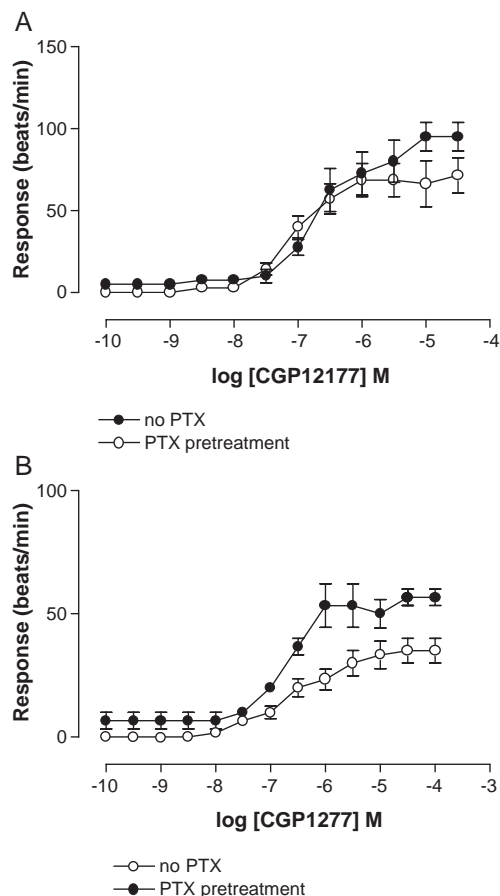 A
Response (beats/min)
150
100
50
0
-10 -9 -8 -7 -6 -5 -4
log [CGP12177] M
no PTX
PTX pretreatment
B
Response (beats/min)
100
50
0
-10 -9 -8 -7 -6 -5 -4 -3
log [CGP1277] M
no PTX
PTX pretreatment